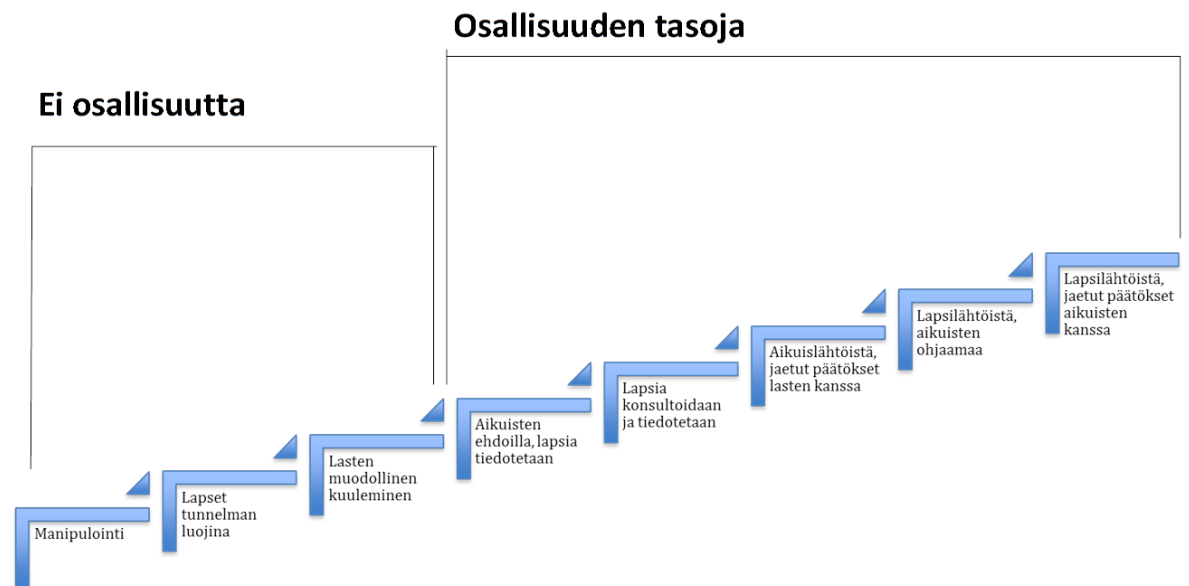 Osallisuuden tasoja
Ei osallisuutta
Manipulointi
Lapset
tunnelman
luojina
Lasten
muodollinen
kuuleminen
Aikuisten
ehdoilla, lapsia
tiedotetaan
Lapsia
konsultoidaan
ja tiedotetaan
Aikuislähtöistä,
jaetut päätökset
lasten kanssa
Lapsilähtöistä,
aikuisten
ohjaamaa
Lapsilähtöistä,
jaetut päätökset
aikuisten
kanssa